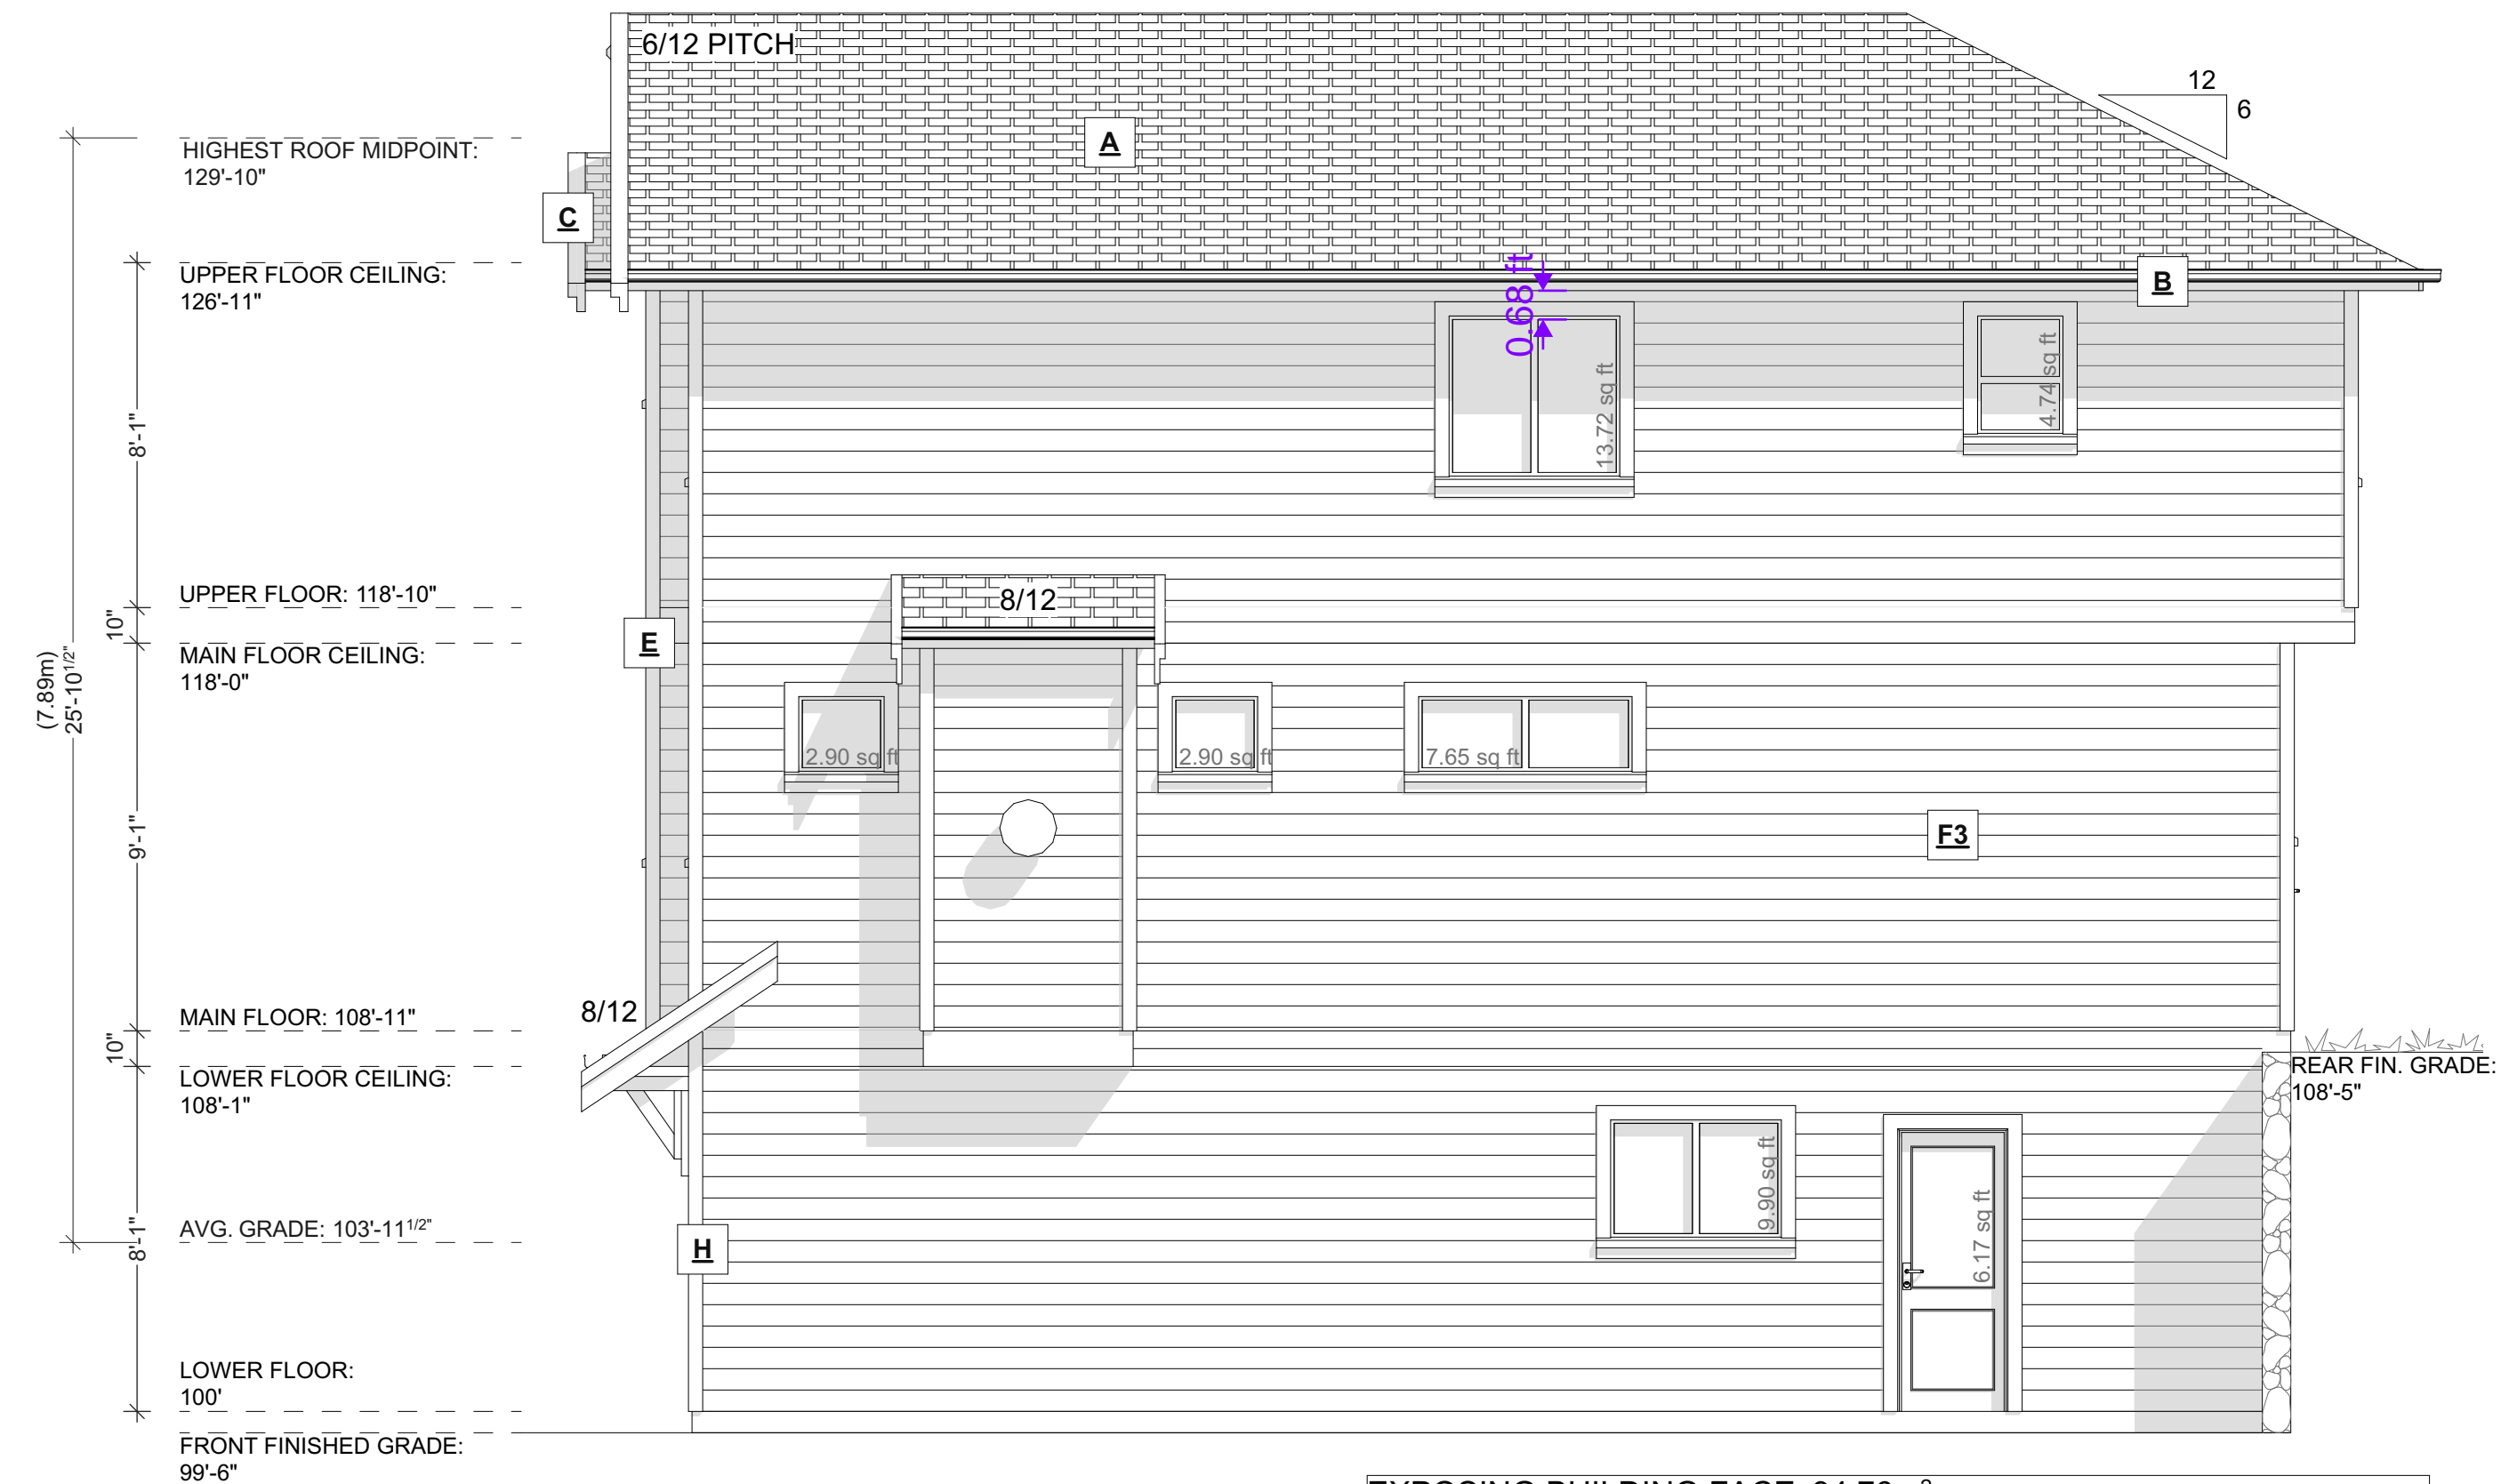 6/12 PITCH
12
6
A
HIGHEST ROOF MIDPOINT:
129'-10"
C
UPPER FLOOR CEILING:
126'-11"
B
0.68 ft
4.74 sq ft
13.72 sq ft
8'-1"
UPPER FLOOR: 118'-10"
8/12
10"
E
MAIN FLOOR CEILING:
118'-0"
(7.89m)
25'-10 1/2"
2.90 sq ft
2.90 sq ft
7.65 sq ft
9'-1"
F3
MAIN FLOOR: 108'-11"
8/12
10"
LOWER FLOOR CEILING:
108'-1"
REAR FIN. GRADE:
108'-5"
9.90 sq ft
6.17 sq ft
AVG. GRADE: 103'-11 1/2"
8'-1"
H
LOWER FLOOR:
100'
FRONT FINISHED GRADE:
99'-6"